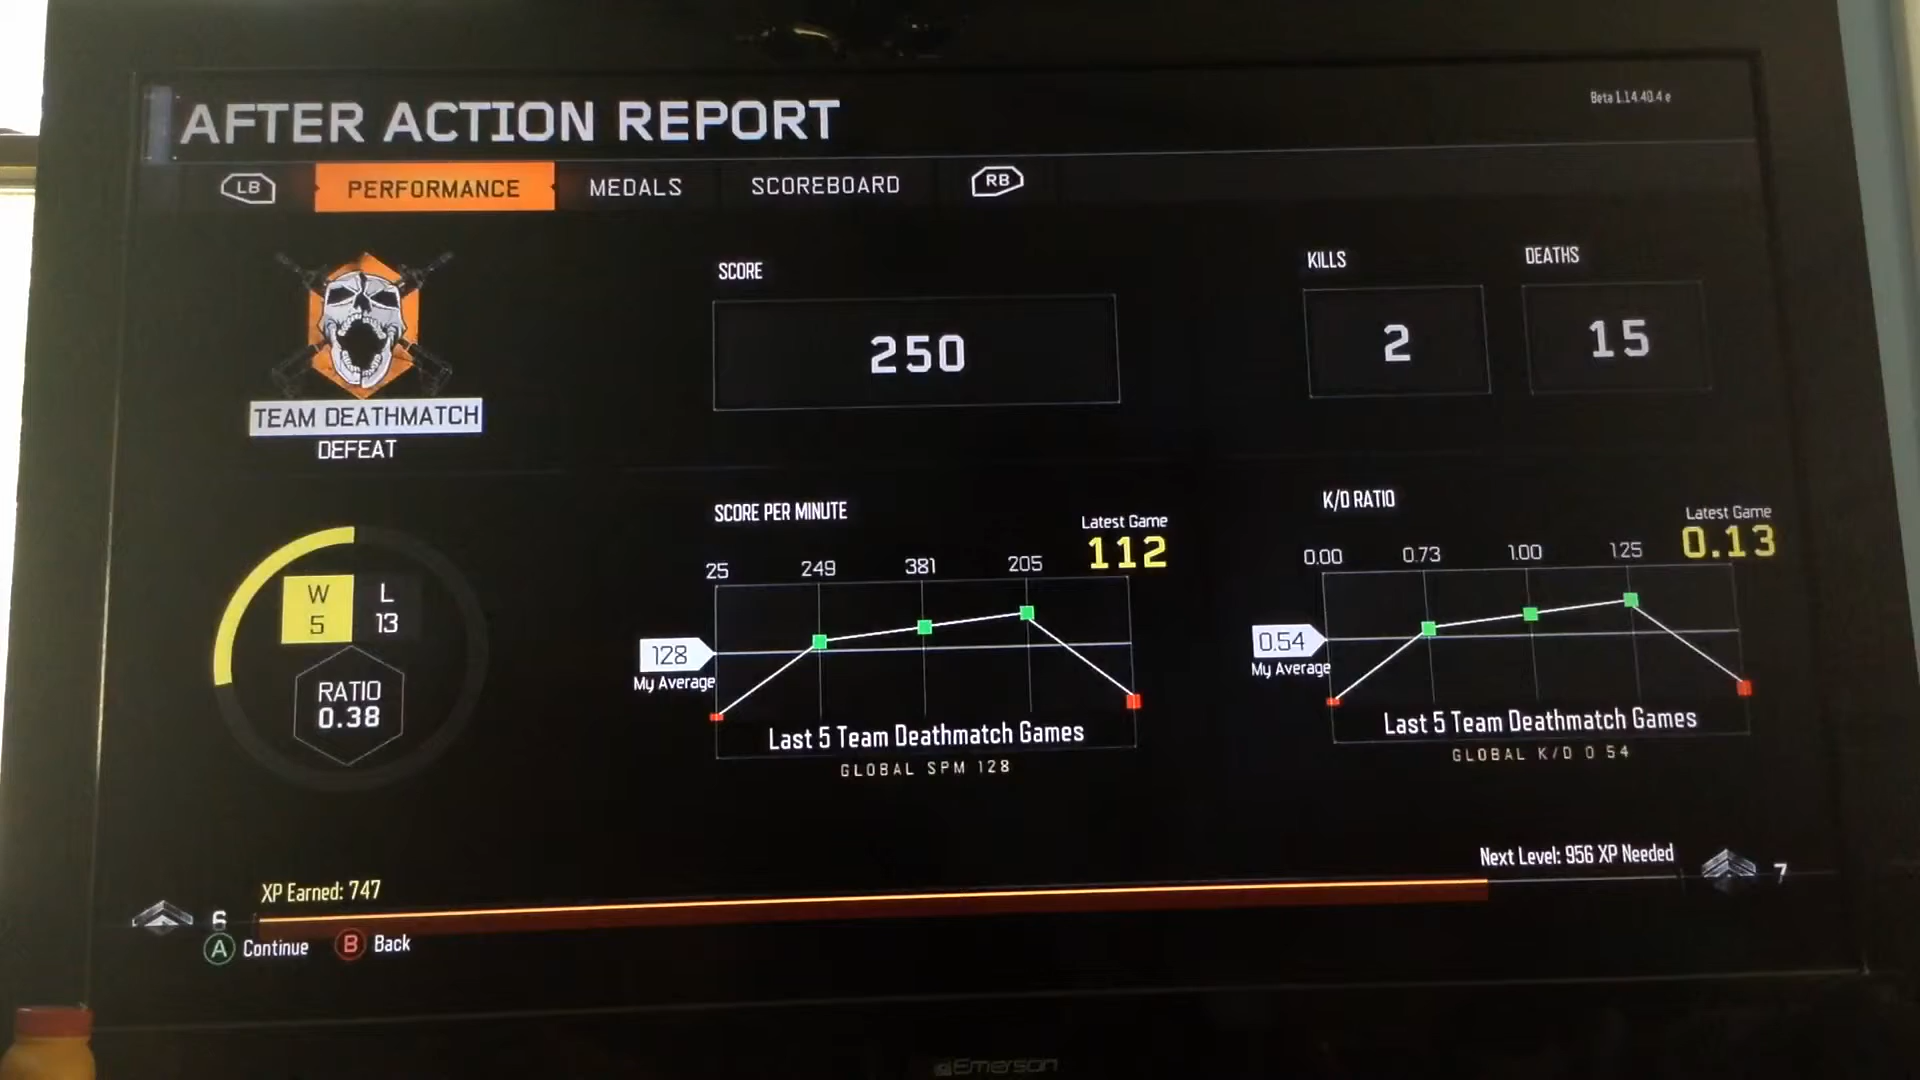 AFTER ACTION REPORT
Beta 1.14.40.4 e
LB PERFORMANCE MEDALS SCOREBOARD RB
SCORE
KILLS
DEATHS
250
2
15
TEAM DEATHMATCH
DEFEAT
W
5
L
13
RATIO
0.38
SCORE PER MINUTE
Latest Game
112
25 249 381 205
128
My Average
Last 5 Team Deathmatch Games
GLOBAL SPM 128
K/D RATIO
Latest Game
0.13
0.00 0.73 1.00 1.25
0.54
My Average
Last 5 Team Deathmatch Games
GLOBAL K/D 0 54
Next Level: 956 XP Needed
7
XP Earned: 747
6
A Continue B Back
Emerson